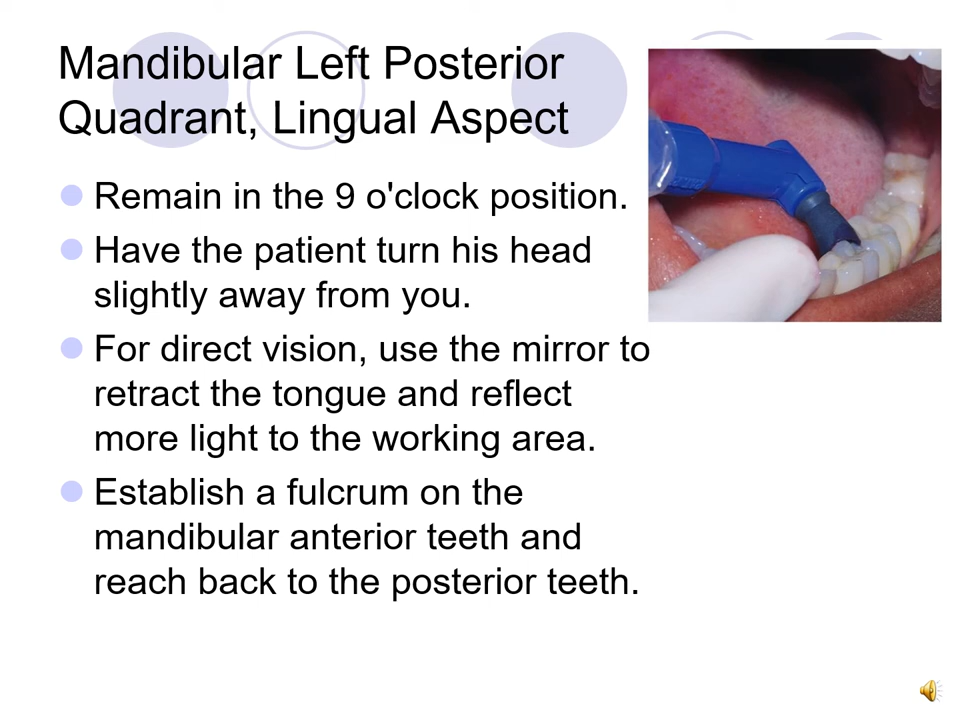 Mandibular Left Posterior
Quadrant, Lingual Aspect
Remain in the 9 o'clock position.
Have the patient turn his head
slightly away from you.
For direct vision, use the mirror to
retract the tongue and reflect
more light to the working area.
Establish a fulcrum on the
mandibular anterior teeth and
reach back to the posterior teeth.